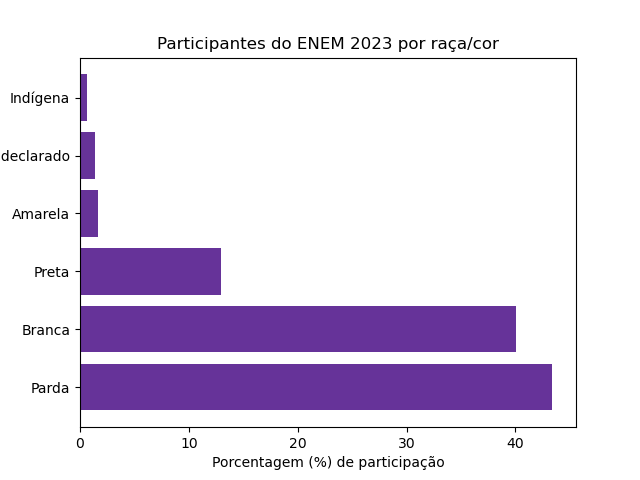 Participantes do ENEM 2023 por raça/cor
Indígena
declarado
Amarela
Preta
Branca
Parda
0 10 20 30 40
Porcentagem (%) de participação